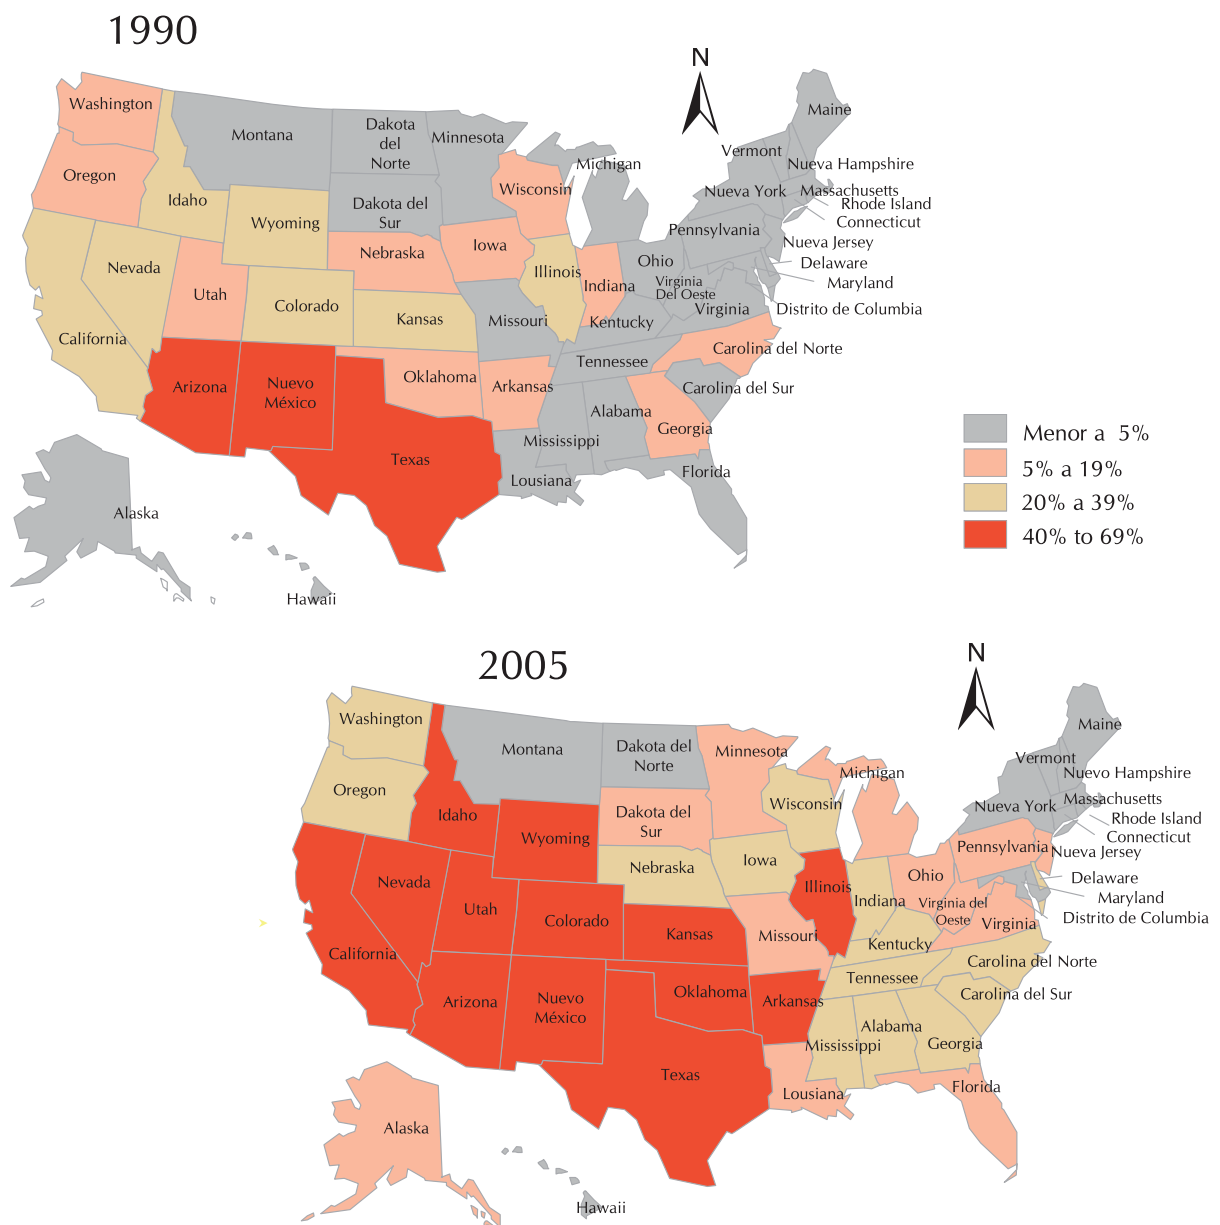 1990
N
Washington
Montana
Dakota
del
Norte
Minnesota
Maine
Vermont
Michigan
Nueva Hampshire
Oregon
Idaho
Wisconsin
Nueva York
Massachusetts
Rhode Island
Wyoming
Dakota del
Sur
Connecticut
Pennsylvania
Nueva Jersey
Nebraska
Iowa
Ohio
Delaware
Nevada
Illinois
Indiana
Virginia
Del Oeste
Maryland
Utah
Colorado
Virginia
Distrito de Columbia
California
Kansas
Missouri
Kentucky
Carolina del Norte
Tennessee
Arizona
Nuevo
México
Oklahoma
Arkansas
Carolina del Sur
Alabama
Georgia
Mississippi
Texas
Lousiana
Florida
Alaska
Hawaii
Menor a 5%
5% a 19%
20% a 39%
40% to 69%
2005
N
Washington
Montana
Dakota del
Norte
Minnesota
Maine
Vermont
Michigan
Nuevo Hampshire
Oregon
Idaho
Wisconsin
Nueva York
Massachusetts
Rhode Island
Wyoming
Dakota del
Sur
Connecticut
Pennsylvania
Nueva Jersey
Nebraska
Iowa
Ohio
Delaware
Nevada
Illinois
Indiana
Virginia del
Oeste
Maryland
Utah
Colorado
Virginia
Distrito de Columbia
California
Kansas
Missouri
Kentucky
Carolina del Norte
Tennessee
Arizona
Nuevo
México
Oklahoma
Arkansas
Carolina del Sur
Alabama
Mississippi
Georgia
Texas
Lousiana
Florida
Alaska
Hawaii